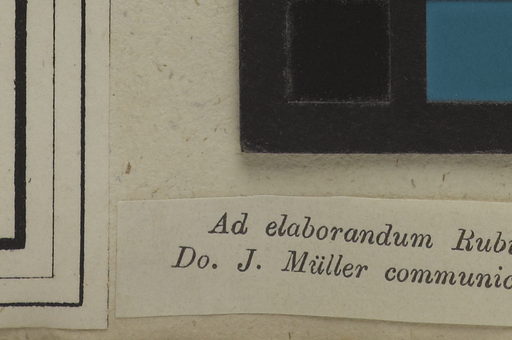 Ad elaborandum
Do. J. Müller